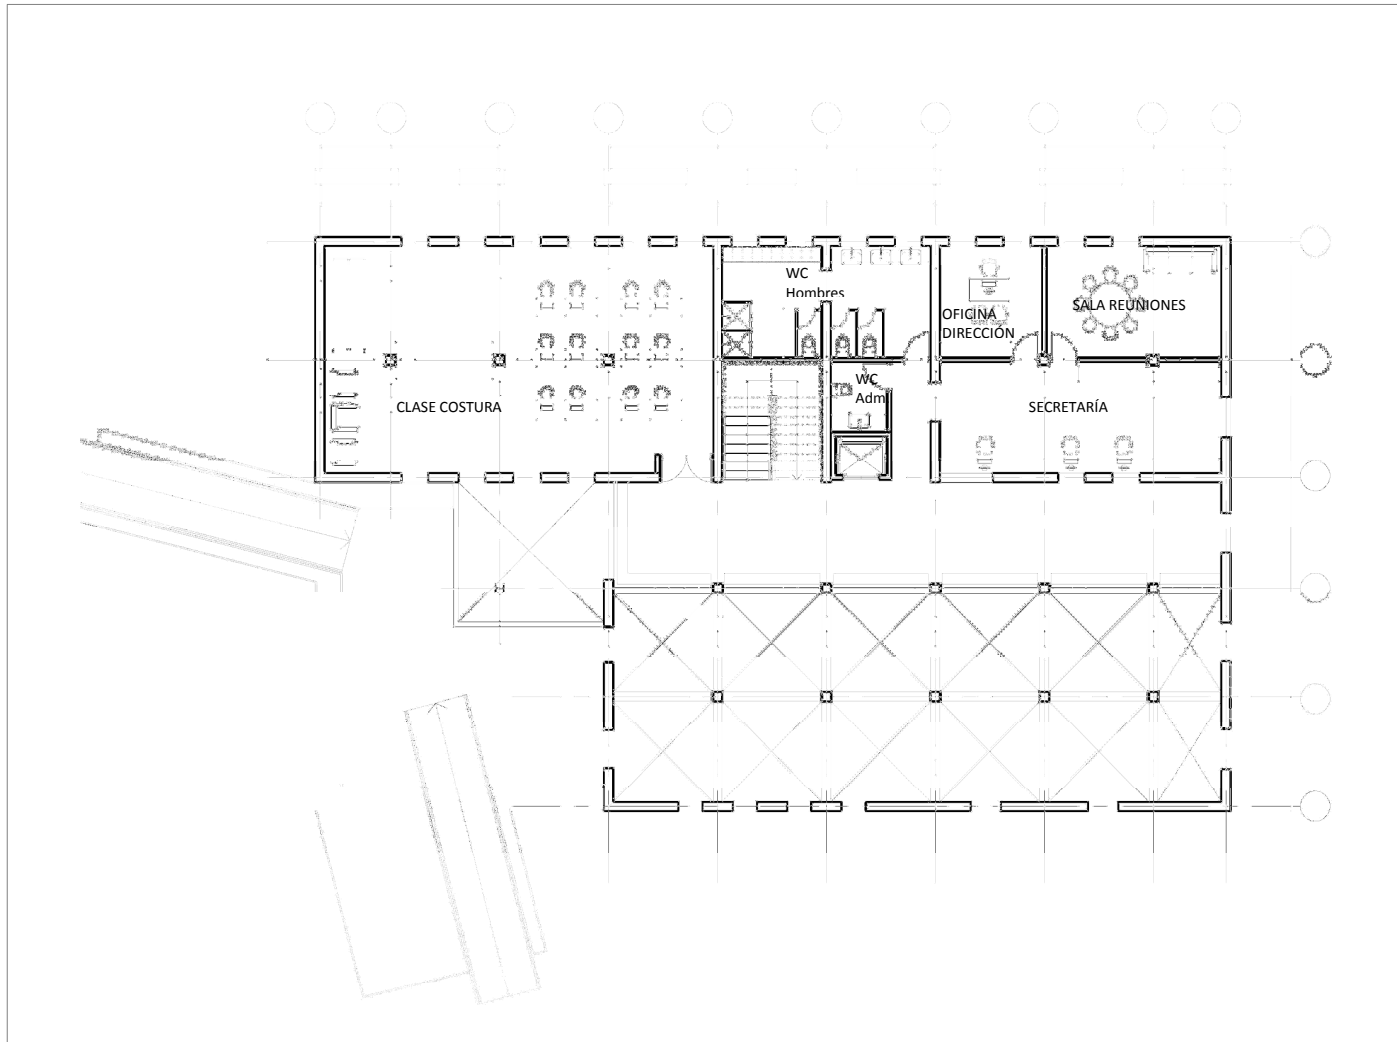 WC
Hombres
OFICINA
DIRECCIÓN
SALA REUNIONES
WC
Adm
CLASE COSTURA
SECRETARÍA